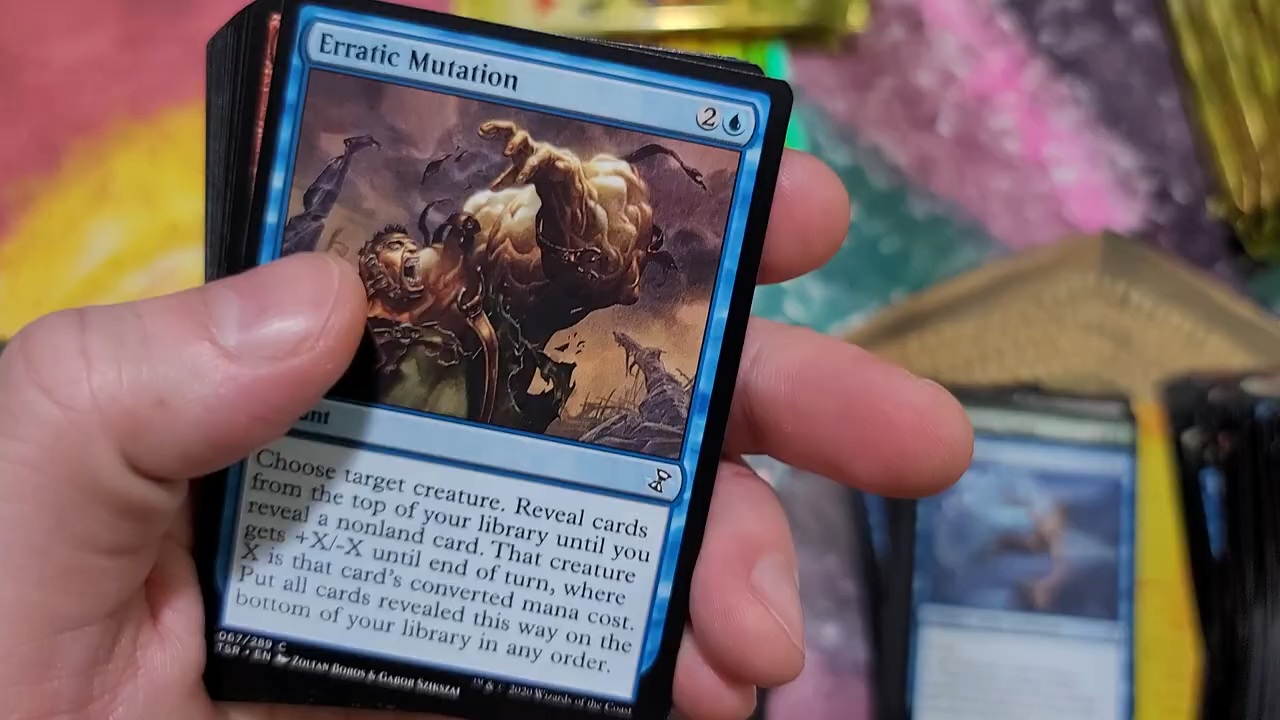 Erratic Mutation
2
Choose target creature. Reveal cards
from the top of your library until you
reveal a nonland card. That creature
gets +X/-X until end of turn, where
X is that card's converted mana cost.
Put all cards revealed this way on the
bottom of your library in any order.
067/289 C
TSR • EN ZOLTAN BOROS & GABOR SZIKSZAI
& © 2020 Wizards of the Coast